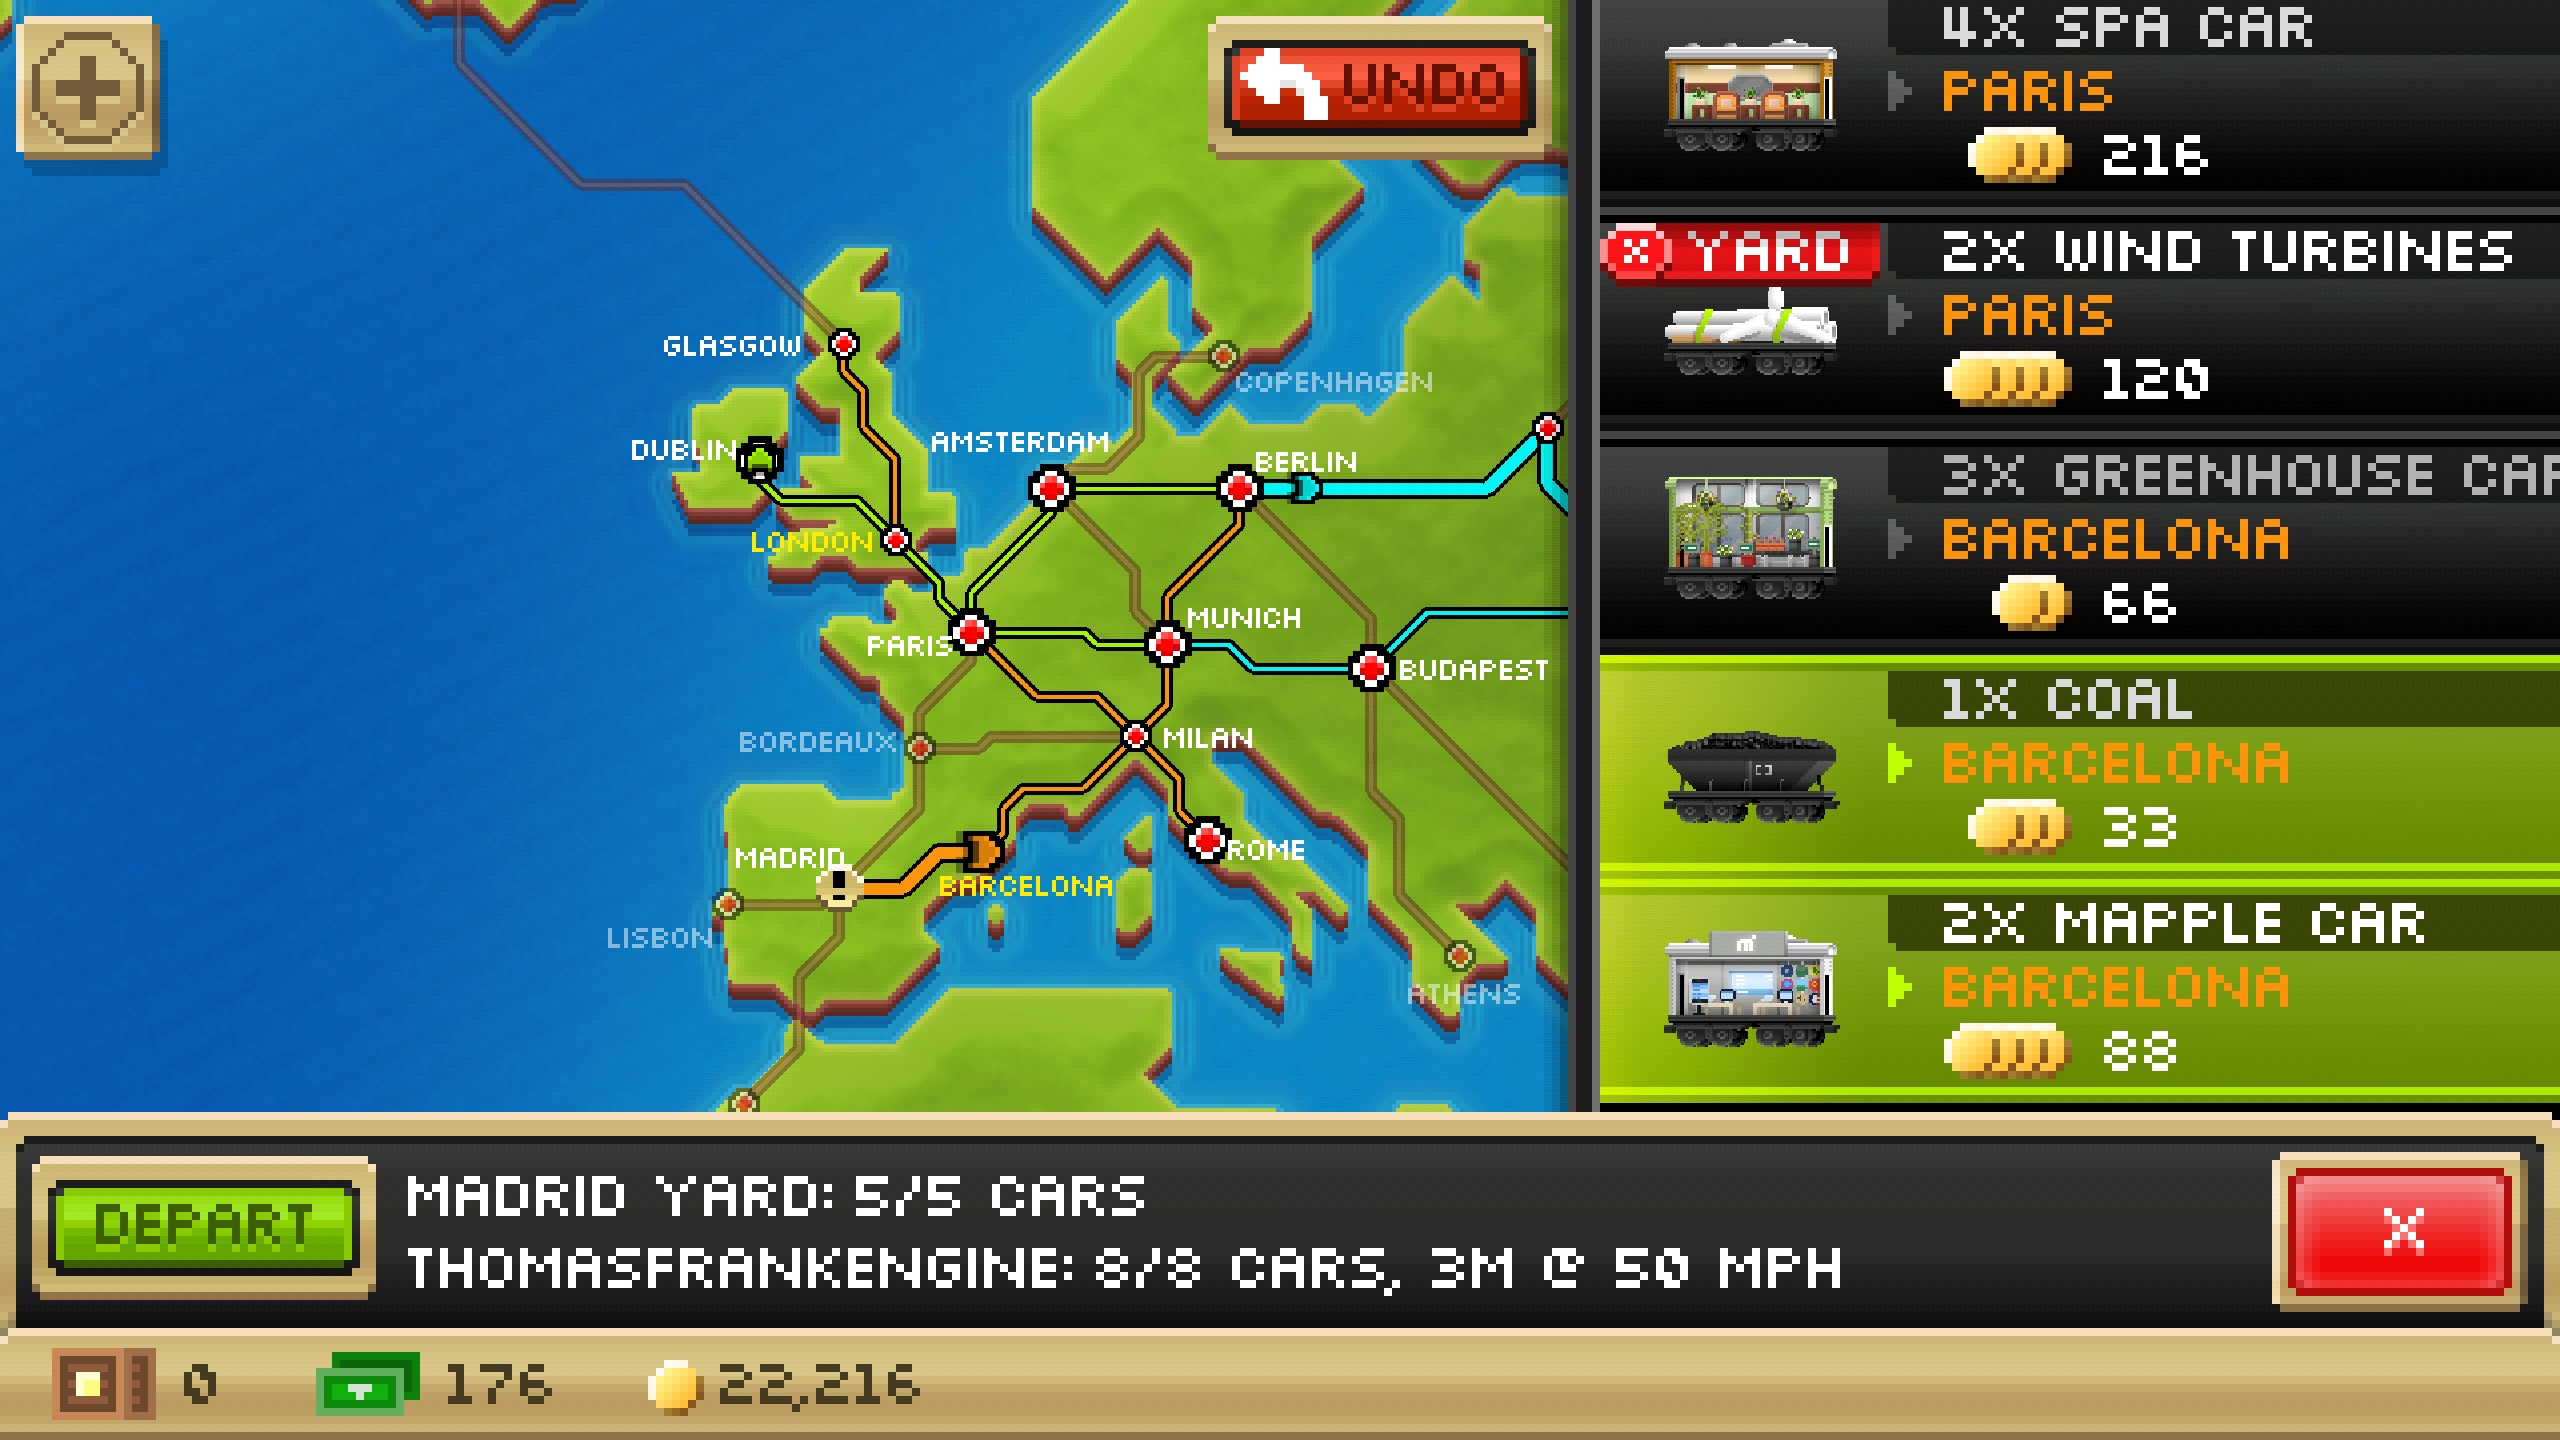 UNDO
GLASGOW
COPENHAGEN
DUBLIN
AMSTERDAM
BERLIN
LONDON
MUNICH
PARIS
BUDAPEST
BORDEAUX
MILAN
MADRID
ROME
BARCELONA
LISBON
ATHENS
4X SPA CAR
PARIS
216
YARD
2X WIND TURBINES
PARIS
120
3X GREENHOUSE CAR
BARCELONA
66
1X COAL
BARCELONA
33
2X MAPPLE CAR
BARCELONA
88
DEPART
MADRID YARD: 5/5 CARS
THOMASFRANKENGINE: 8/8 CARS, 3M @ 50 MPH
X
0
176
22,216